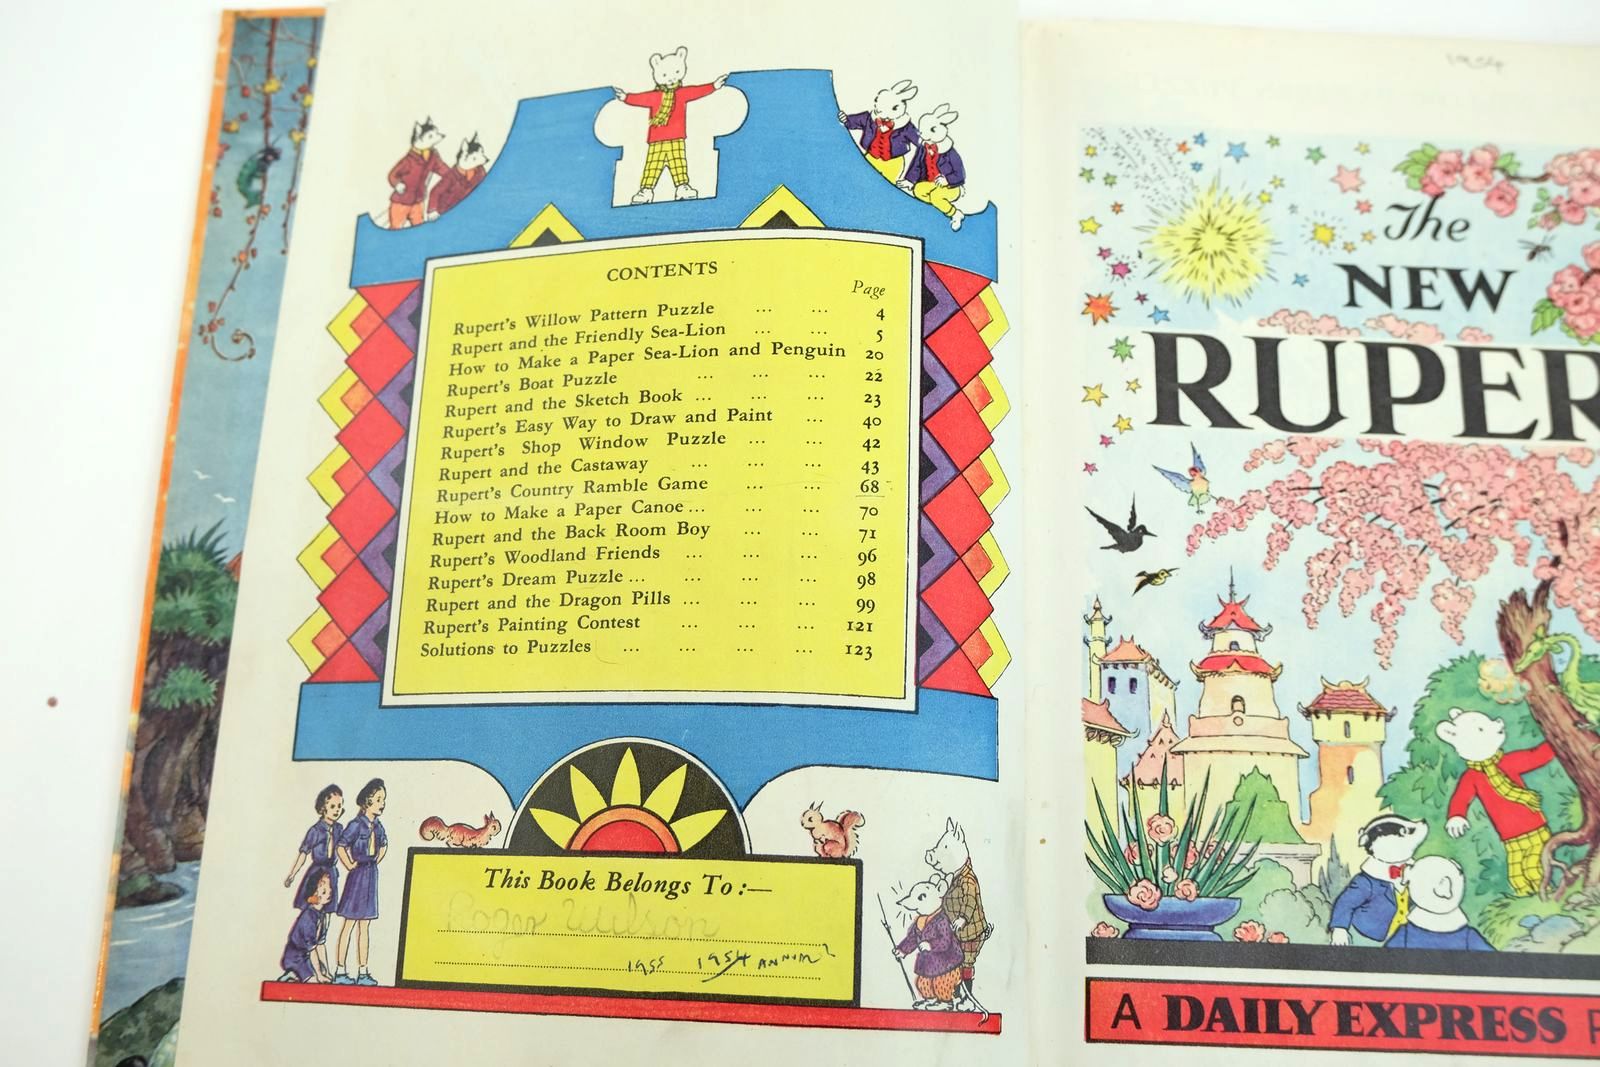 CONTENTS
Page
Rupert's Willow Pattern Puzzle ... ... 4
Rupert and the Friendly Sea-Lion ... ... 5
How to Make a Paper Sea-Lion and Penguin 20
Rupert's Boat Puzzle ... ... ... 22
Rupert and the Sketch Book ... ... ... 23
Rupert's Easy Way to Draw and Paint ... 40
Rupert's Shop Window Puzzle ... ... 42
Rupert and the Castaway ... ... ... 43
Rupert's Country Ramble Game ... ... 68
How to Make a Paper Canoe ... ... ... 70
Rupert and the Back Room Boy ... ... 71
Rupert's Woodland Friends ... ... ... 96
Rupert's Dream Puzzle ... ... ... ... 98
Rupert and the Dragon Pills ... ... ... 99
Rupert's Painting Contest ... ... ... 121
Solutions to Puzzles ... ... ... ... 123
This Book Belongs To :—
Roger Wilson
1955 1954 ANNUAL?
1954
The
NEW
RUPER
A DAILY EXPRESS P